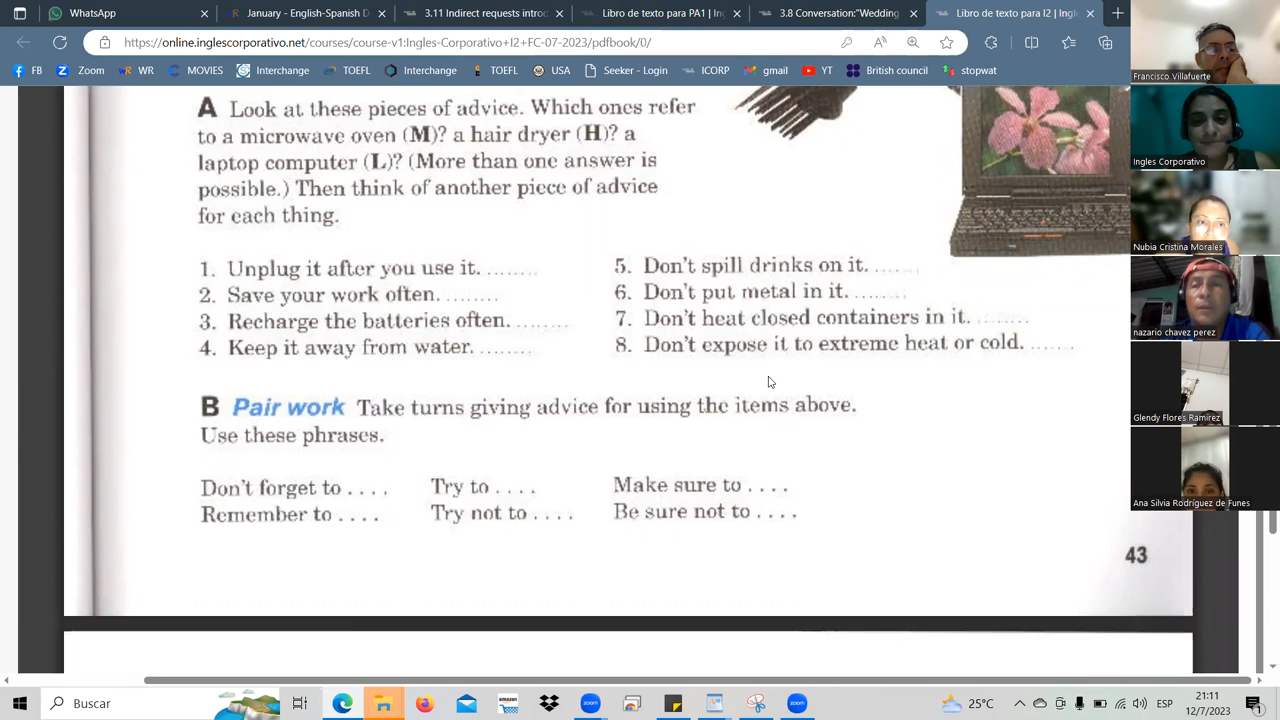 WhatsApp
January - English-Spanish D
3.11 Indirect requests introd
Libro de texto para PA1 | Ing
3.8 Conversation:"Wedding
Libro de texto para I2 | Ingle
https://online.inglescorporativo.net/courses/course-v1:Ingles-Corporativo+I2+FC-07-2023/pdfbook/0/
FB
Zoom
WR
MOVIES
Interchange
TOEFL
Interchange
TOEFL
USA
Seeker - Login
ICORP
gmail
YT
British council
stopwat
A Look at these pieces of advice. Which ones refer
to a microwave oven (M)? a hair dryer (H)? a
laptop computer (L)? (More than one answer is
possible.) Then think of another piece of advice
for each thing.
1. Unplug it after you use it. ........
2. Save your work often. ........
3. Recharge the batteries often. ........
4. Keep it away from water. ........
5. Don't spill drinks on it. ........
6. Don't put metal in it. ........
7. Don't heat closed containers in it. ........
8. Don't expose it to extreme heat or cold. ........
B Pair work Take turns giving advice for using the items above.
Use these phrases.
Don't forget to . . . .
Try to . . . .
Make sure to . . . .
Remember to . . . .
Try not to . . . .
Be sure not to . . . .
43
Francisco Villafuerte
Ingles Corporativo
Nubia Cristina Morales
nazario chavez perez
Glendy Flores Ramirez
Ana Silvia Rodriguez de Funes
Buscar
amazon
zoom
zoom
25°C
ESP
21:11
12/7/2023
1